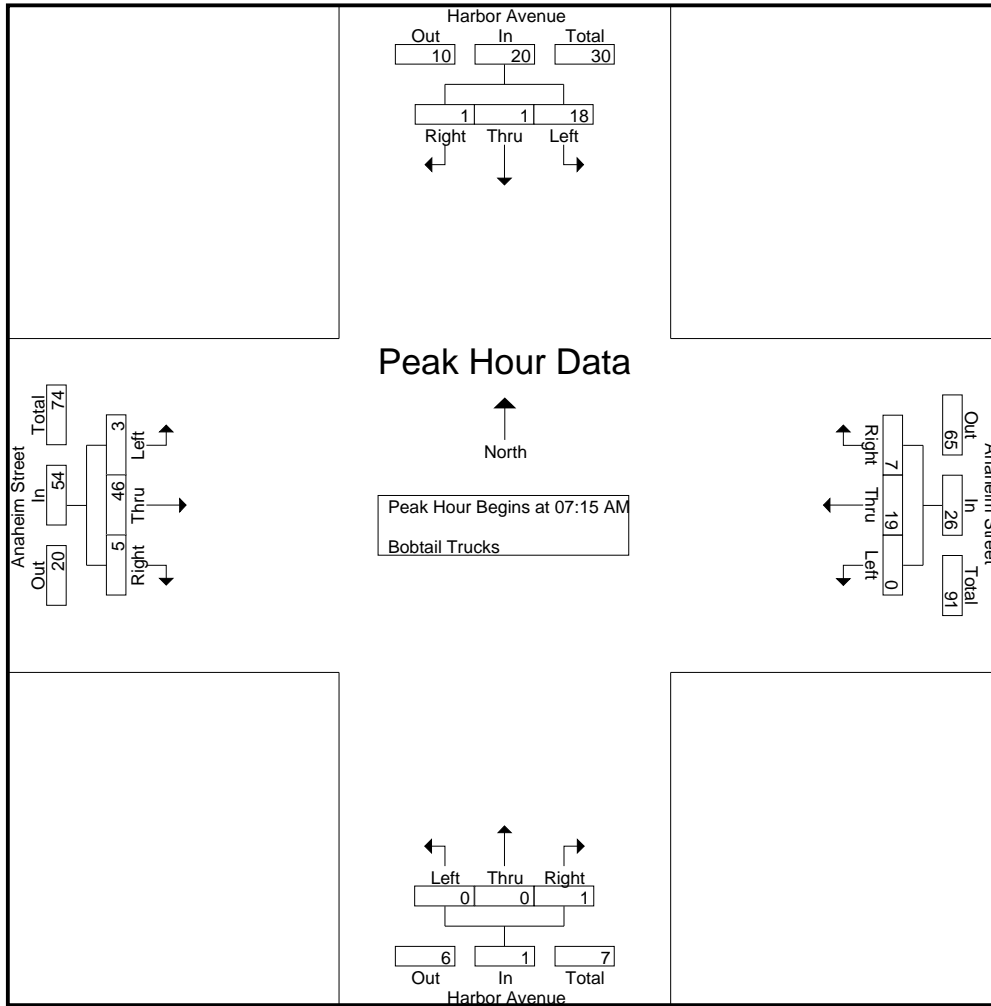 Harbor Avenue
Out In Total
10 20 30
1 1 18
Right Thru Left
Peak Hour Data
North
Peak Hour Begins at 07:15 AM
Bobtail Trucks
Anaheim Street
Total In Out
74 54 20
3 46 5
Left Thru Right
Anaheim Street
Out In Total
65 26 91
7 19 0
Right Thru Left
Left Thru Right
0 0 1
6 1 7
Out In Total
Harbor Avenue